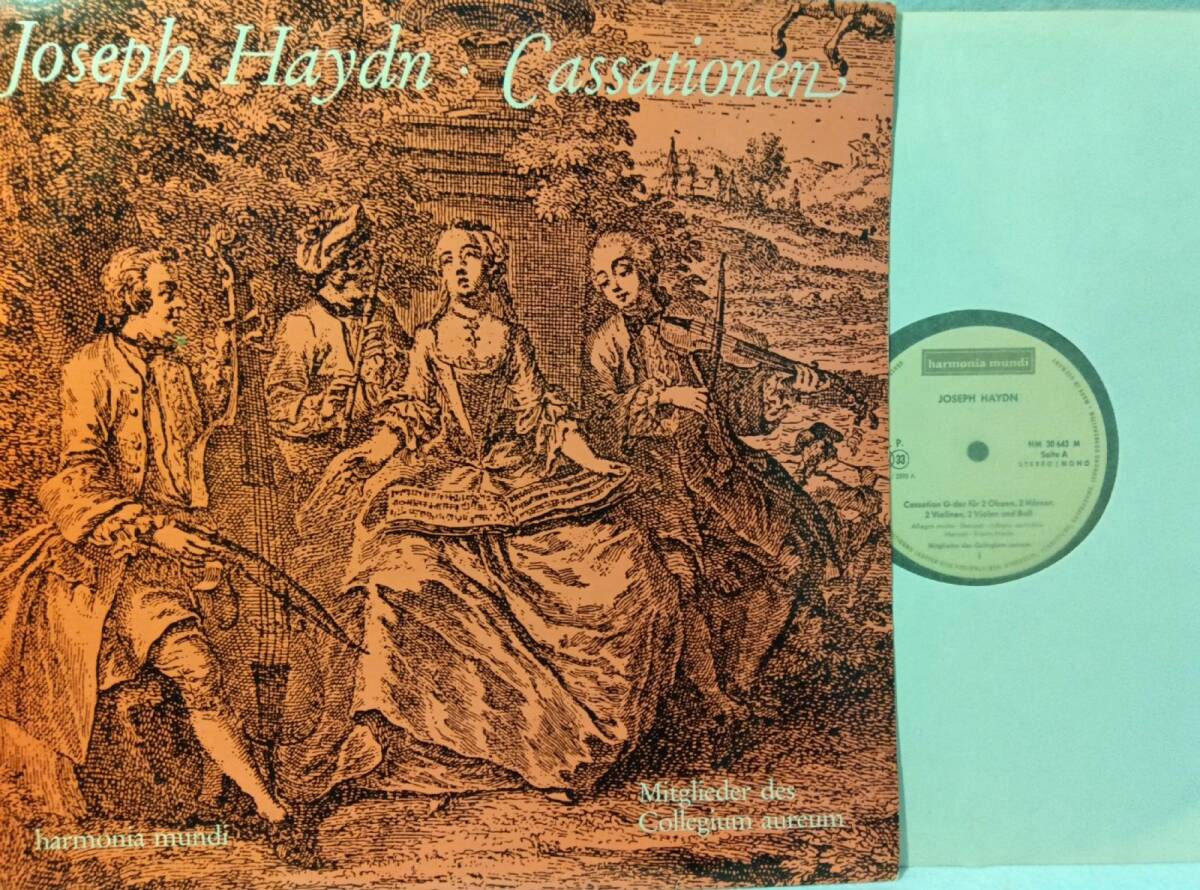 Joseph Haydn · Cassationen
harmonia mundi
Mitglieder des
Collegium aureum
harmonia mundi
JOSEPH HAYDN
P.
33
HM 30 643 M
Seite A
STEREO / MONO
Cassation G-dur für 2 Oboen, 2 Hörner,
2 Violinen, 2 Violen und Baß
Mitglieder des Collegium aureum